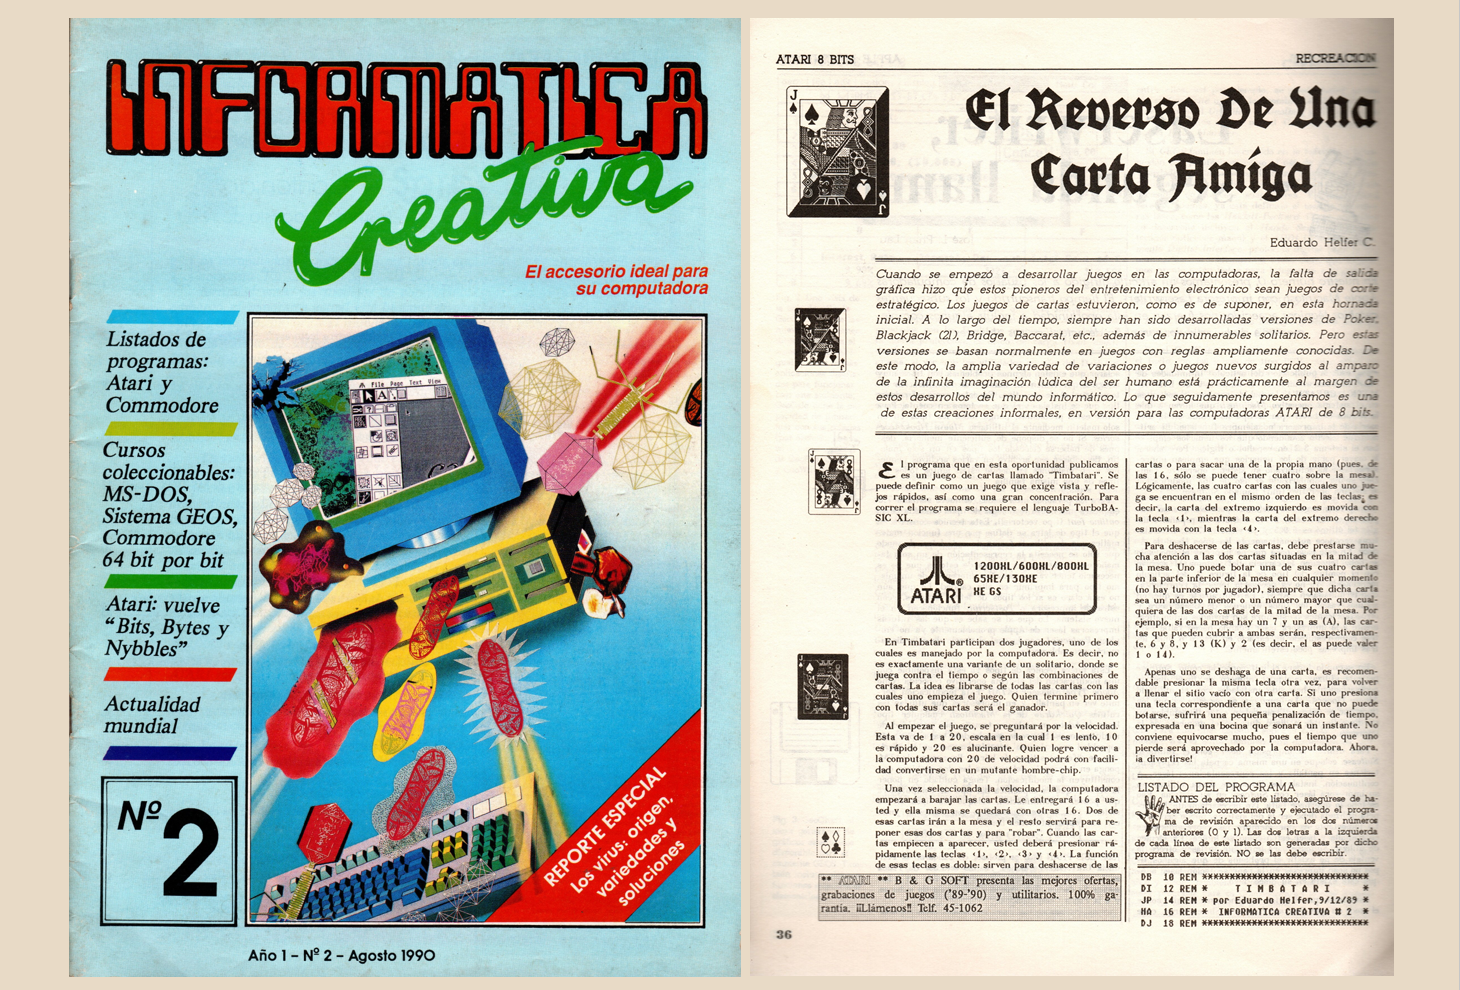 INFORMATICA
Creativa
El accesorio ideal para
su computadora
Listados de
programas:
Atari y
Commodore
Cursos
coleccionables:
MS-DOS,
Sistema GEOS,
Commodore
64 bit por bit
Atari: vuelve
“Bits, Bytes y
Nybbles”
Actualidad
mundial
Nº
2
File Page Text View
REPORTE ESPECIAL
Los virus: origen,
variedades y
soluciones
Año 1 – Nº 2 – Agosto 1990
ATARI 8 BITS
RECREACION
El Reverso De Una
Carta Amiga
Eduardo Helfer C.
Cuando se empezó a desarrollar juegos en las computadoras, la falta de salida
gráfica hizo que estos pioneros del entretenimiento electrónico sean juegos de corte
estratégico. Los juegos de cartas estuvieron, como es de suponer, en esta hornada
inicial. A lo largo del tiempo, siempre han sido desarrolladas versiones de Poker,
Blackjack (21), Bridge, Baccarat, etc., además de innumerables solitarios. Pero estas
versiones se basan normalmente en juegos con reglas ampliamente conocidas. De
este modo, la amplia variedad de variaciones o juegos nuevos surgidos al amparo
de la infinita imaginación lúdica del ser humano está prácticamente al margen de
estos desarrollos del mundo informático. Lo que seguidamente presentamos es una
de estas creaciones informales, en versión para las computadoras ATARI de 8 bits.
El programa que en esta oportunidad publicamos
es un juego de cartas llamado "Timbatari". Se
puede definir como un juego que exige vista y refle-
jos rápidos, así como una gran concentración. Para
correr el programa se requiere el lenguaje TurboBA-
SIC XL.
ATARI®
1200XL/600XL/800XL
65XE/130XE
XE GS
En Timbatari participan dos jugadores, uno de los
cuales es manejado por la computadora. Es decir, no
es exactamente una variante de un solitario, donde se
juega contra el tiempo o según las combinaciones de
cartas. La idea es librarse de todas las cartas con las
cuales uno empieza el juego. Quien termine primero
con todas sus cartas será el ganador.
Al empezar el juego, se preguntará por la velocidad.
Esta va de 1 a 20, escala en la cual 1 es lento, 10
es rápido y 20 es alucinante. Quien logre vencer a
la computadora con 20 de velocidad podrá con facili-
dad convertirse en un mutante hombre-chip.
Una vez seleccionada la velocidad, la computadora
empezará a barajar las cartas. Le entregará 16 a us-
ted y ella misma se quedará con otras 16. Dos de
esas cartas irán a la mesa y el resto servirá para re-
poner esas dos cartas y para "robar". Cuando las car-
tas empiecen a aparecer, usted deberá presionar rá-
pidamente las teclas ‹1›, ‹2›, ‹3› y ‹4›. La función
de esas teclas es doble: sirven para deshacerse de las
** ATARI ** B & G SOFT presenta las mejores ofertas,
grabaciones de juegos ('89-'90) y utilitarios. 100% ga-
rantía. ¡¡Llámenos!! Telf. 45-1062
36
cartas o para sacar una de la propia mano (pues, de
las 16, sólo se puede tener cuatro sobre la mesa).
Lógicamente, las cuatro cartas con las cuales uno jue-
ga se encuentran en el mismo orden de las teclas; es
decir, la carta del extremo izquierdo es movida con
la tecla ‹1›, mientras la carta del extremo derecho
es movida con la tecla ‹4›.
Para deshacerse de las cartas, debe prestarse mu-
cha atención a las dos cartas situadas en la mitad de
la mesa. Uno puede botar una de sus cuatro cartas
en la parte inferior de la mesa en cualquier momento
(no hay turnos por jugador), siempre que dicha carta
sea un número menor o un número mayor que cual-
quiera de las dos cartas de la mitad de la mesa. Por
ejemplo, si en la mesa hay un 7 y un as (A), las car-
tas que pueden cubrir a ambas serán, respectivamen-
te, 6 y 8, y 13 (K) y 2 (es decir, el as puede valer
1 o 14).
Apenas uno se deshaga de una carta, es recomen-
dable presionar la misma tecla otra vez, para volver
a llenar el sitio vacío con otra carta. Si uno presiona
una tecla correspondiente a una carta que no puede
botarse, sufrirá una pequeña penalización de tiempo,
expresada en una bocina que sonará un instante. No
conviene equivocarse mucho, pues el tiempo que uno
pierde será aprovechado por la computadora. Ahora,
¡a divertirse!
LISTADO DEL PROGRAMA
ANTES de escribir este listado, asegúrese de ha-
ber escrito correctamente y ejecutado el progra-
ma de revisión aparecido en los dos números
anteriores (0 y 1). Las dos letras a la izquierda
de cada línea de este listado son generadas por dicho
programa de revisión. NO se las debe escribir.
DB 10 REM ******************************
DI 12 REM * T I M B A T A R I *
JP 14 REM * por Eduardo Helfer,9/12/89 *
HA 16 REM * INFORMATICA CREATIVA # 2 *
DJ 18 REM ******************************